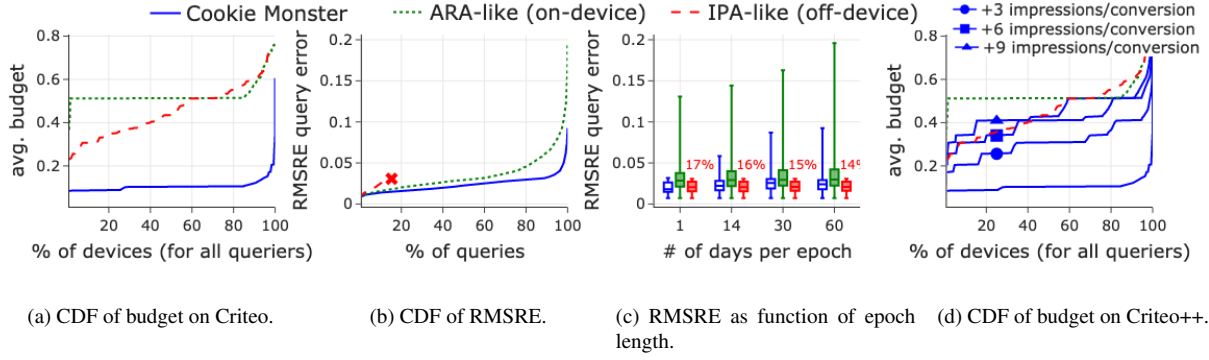 Cookie Monster
ARA-like (on-device)
IPA-like (off-device)
+3 impressions/conversion
+6 impressions/conversion
+9 impressions/conversion
avg. budget
0.8
0.6
0.4
0.2
20 40 60 80 100
% of devices (for all queriers)
RMSRE query error
0.2
0.15
0.1
0.05
0
20 40 60 80 100
% of queries
RMSRE query error
0.2
0.15
0.1
0.05
0
17% 16% 15% 14%
1 14 30 60
# of days per epoch
avg. budget
0.8
0.6
0.4
0.2
20 40 60 80 100
% of devices (for all queriers)
(a) CDF of budget on Criteo.
(b) CDF of RMSRE.
(c) RMSRE as function of epoch
length.
(d) CDF of budget on Criteo++.